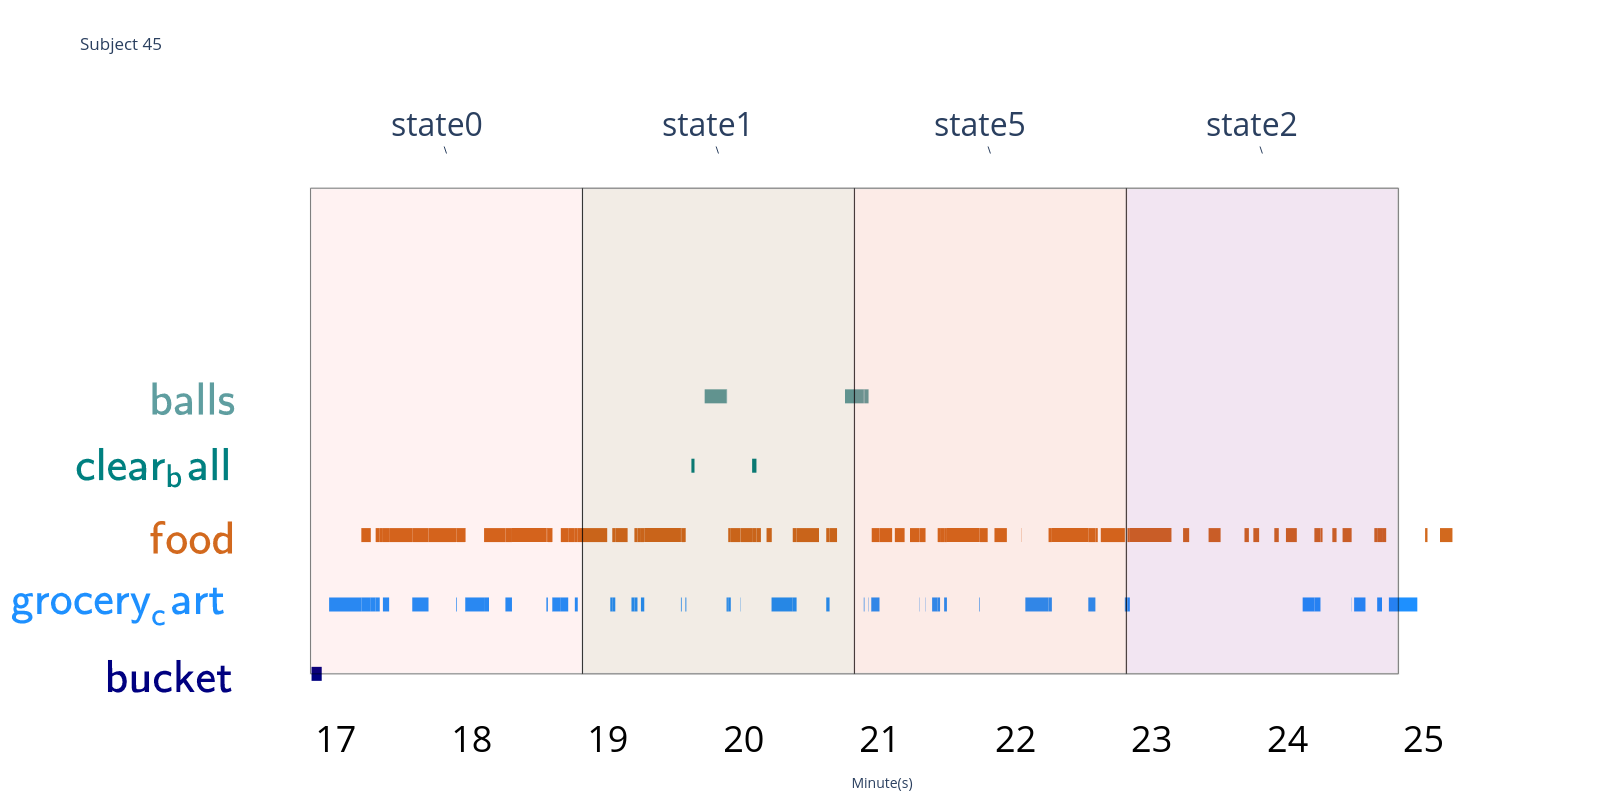 Subject 45
state0 state1 state5 state2
balls
clear_ball
food
grocery_cart
bucket
17 18 19 20 21 22 23 24 25
Minute(s)